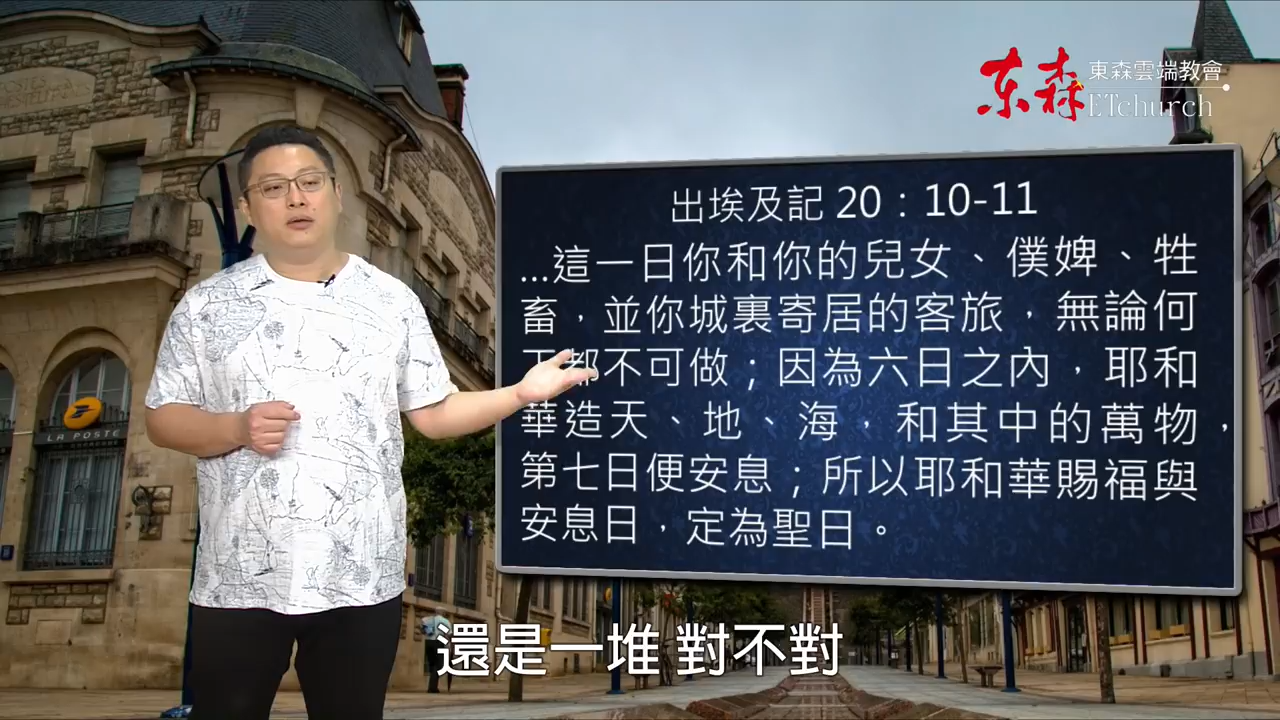 东森
東森雲端教會
ETchurch
出埃及記 20：10-11
…這一日你和你的兒女、僕婢、牲
畜，並你城裏寄居的客旅，無論何
都不可做；因為六日之內，耶和
華造天、地、海，和其中的萬物，
第七日便安息；所以耶和華賜福與
安息日，定為聖日。
LA POSTE
還是一堆 對不對